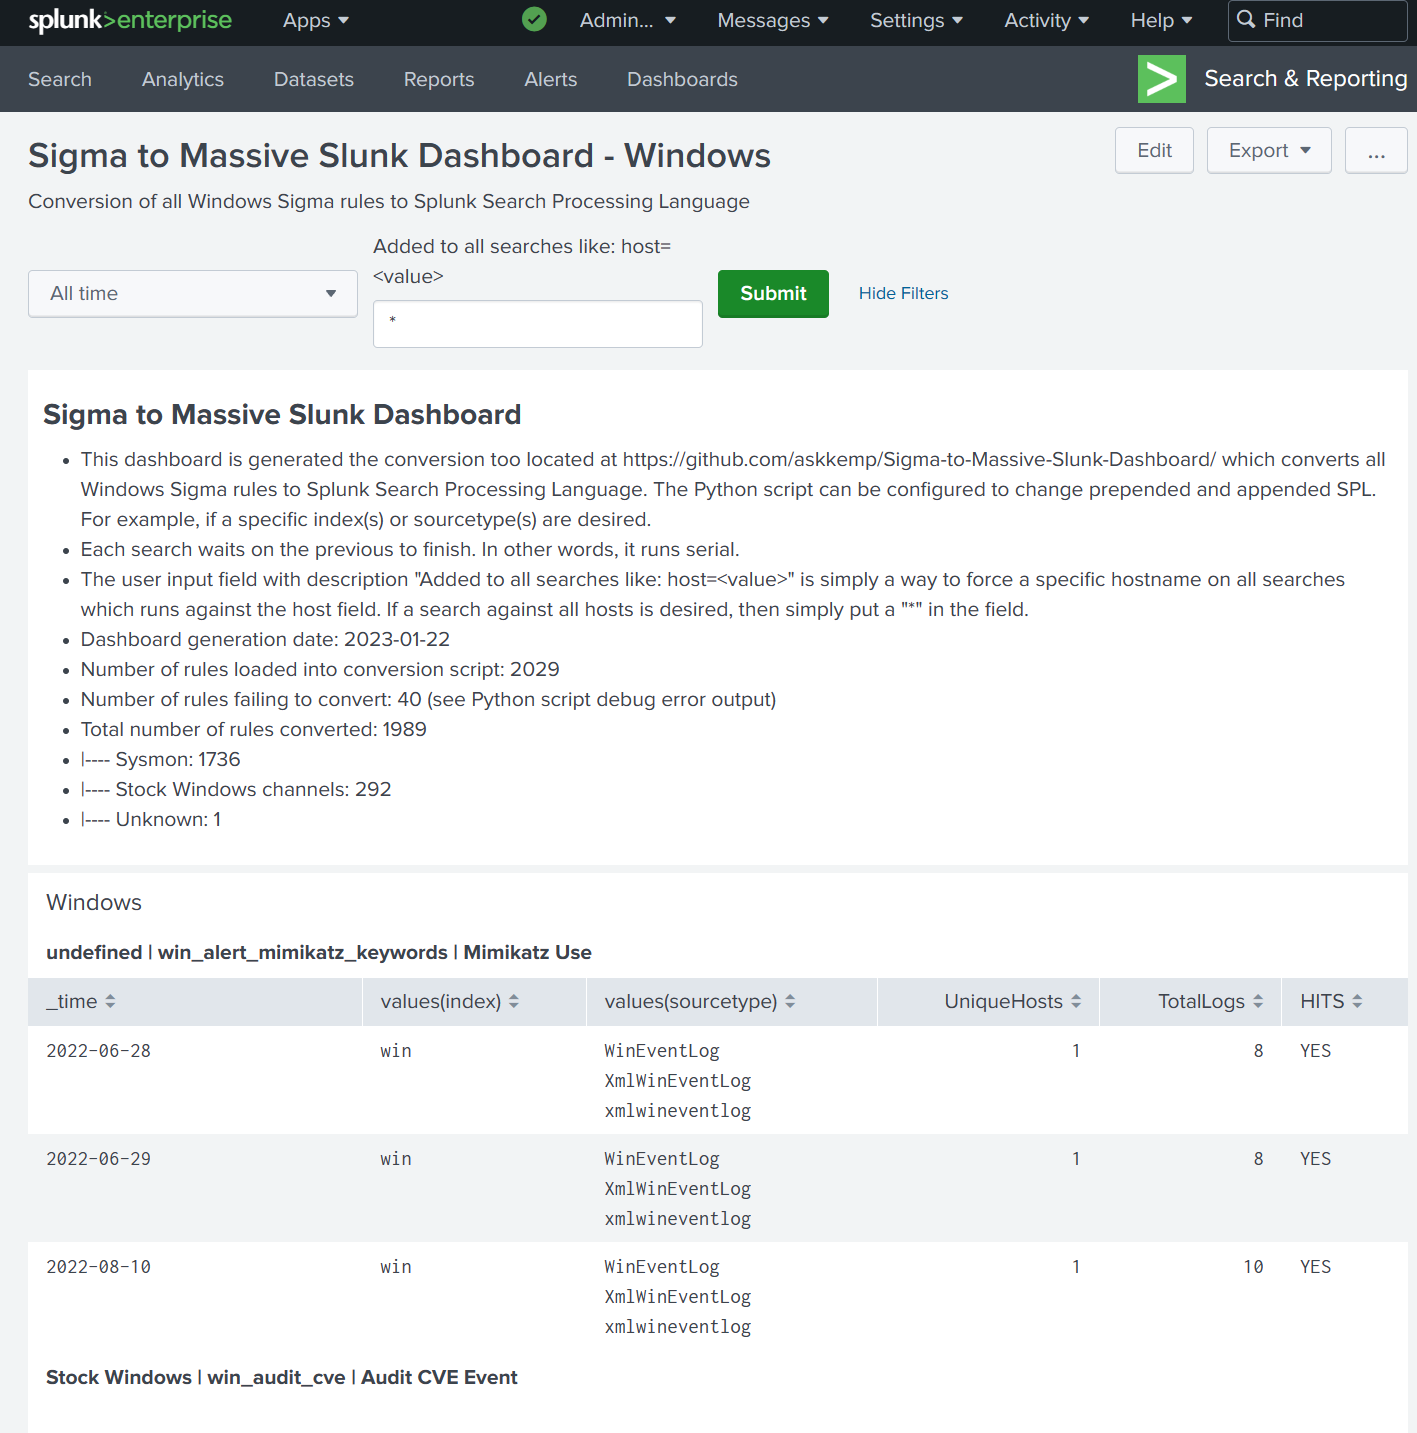 splunk>enterprise Apps Admin... Messages Settings Activity Help Find
Search Analytics Datasets Reports Alerts Dashboards Search & Reporting
Sigma to Massive Slunk Dashboard - Windows
Edit Export ...
Conversion of all Windows Sigma rules to Splunk Search Processing Language
Added to all searches like: host=
<value>
All time
*
Submit
Hide Filters
Sigma to Massive Slunk Dashboard
• This dashboard is generated the conversion too located at https://github.com/askkemp/Sigma-to-Massive-Slunk-Dashboard/ which converts all
Windows Sigma rules to Splunk Search Processing Language. The Python script can be configured to change prepended and appended SPL.
For example, if a specific index(s) or sourcetype(s) are desired.
• Each search waits on the previous to finish. In other words, it runs serial.
• The user input field with description "Added to all searches like: host=<value>" is simply a way to force a specific hostname on all searches
which runs against the host field. If a search against all hosts is desired, then simply put a "*" in the field.
• Dashboard generation date: 2023-01-22
• Number of rules loaded into conversion script: 2029
• Number of rules failing to convert: 40 (see Python script debug error output)
• Total number of rules converted: 1989
• |---- Sysmon: 1736
• |---- Stock Windows channels: 292
• |---- Unknown: 1
Windows
undefined | win_alert_mimikatz_keywords | Mimikatz Use
_time values(index) values(sourcetype) UniqueHosts TotalLogs HITS
2022-06-28 win WinEventLog 1 8 YES
XmlWinEventLog
xmlwineventlog
2022-06-29 win WinEventLog 1 8 YES
XmlWinEventLog
xmlwineventlog
2022-08-10 win WinEventLog 1 10 YES
XmlWinEventLog
xmlwineventlog
Stock Windows | win_audit_cve | Audit CVE Event